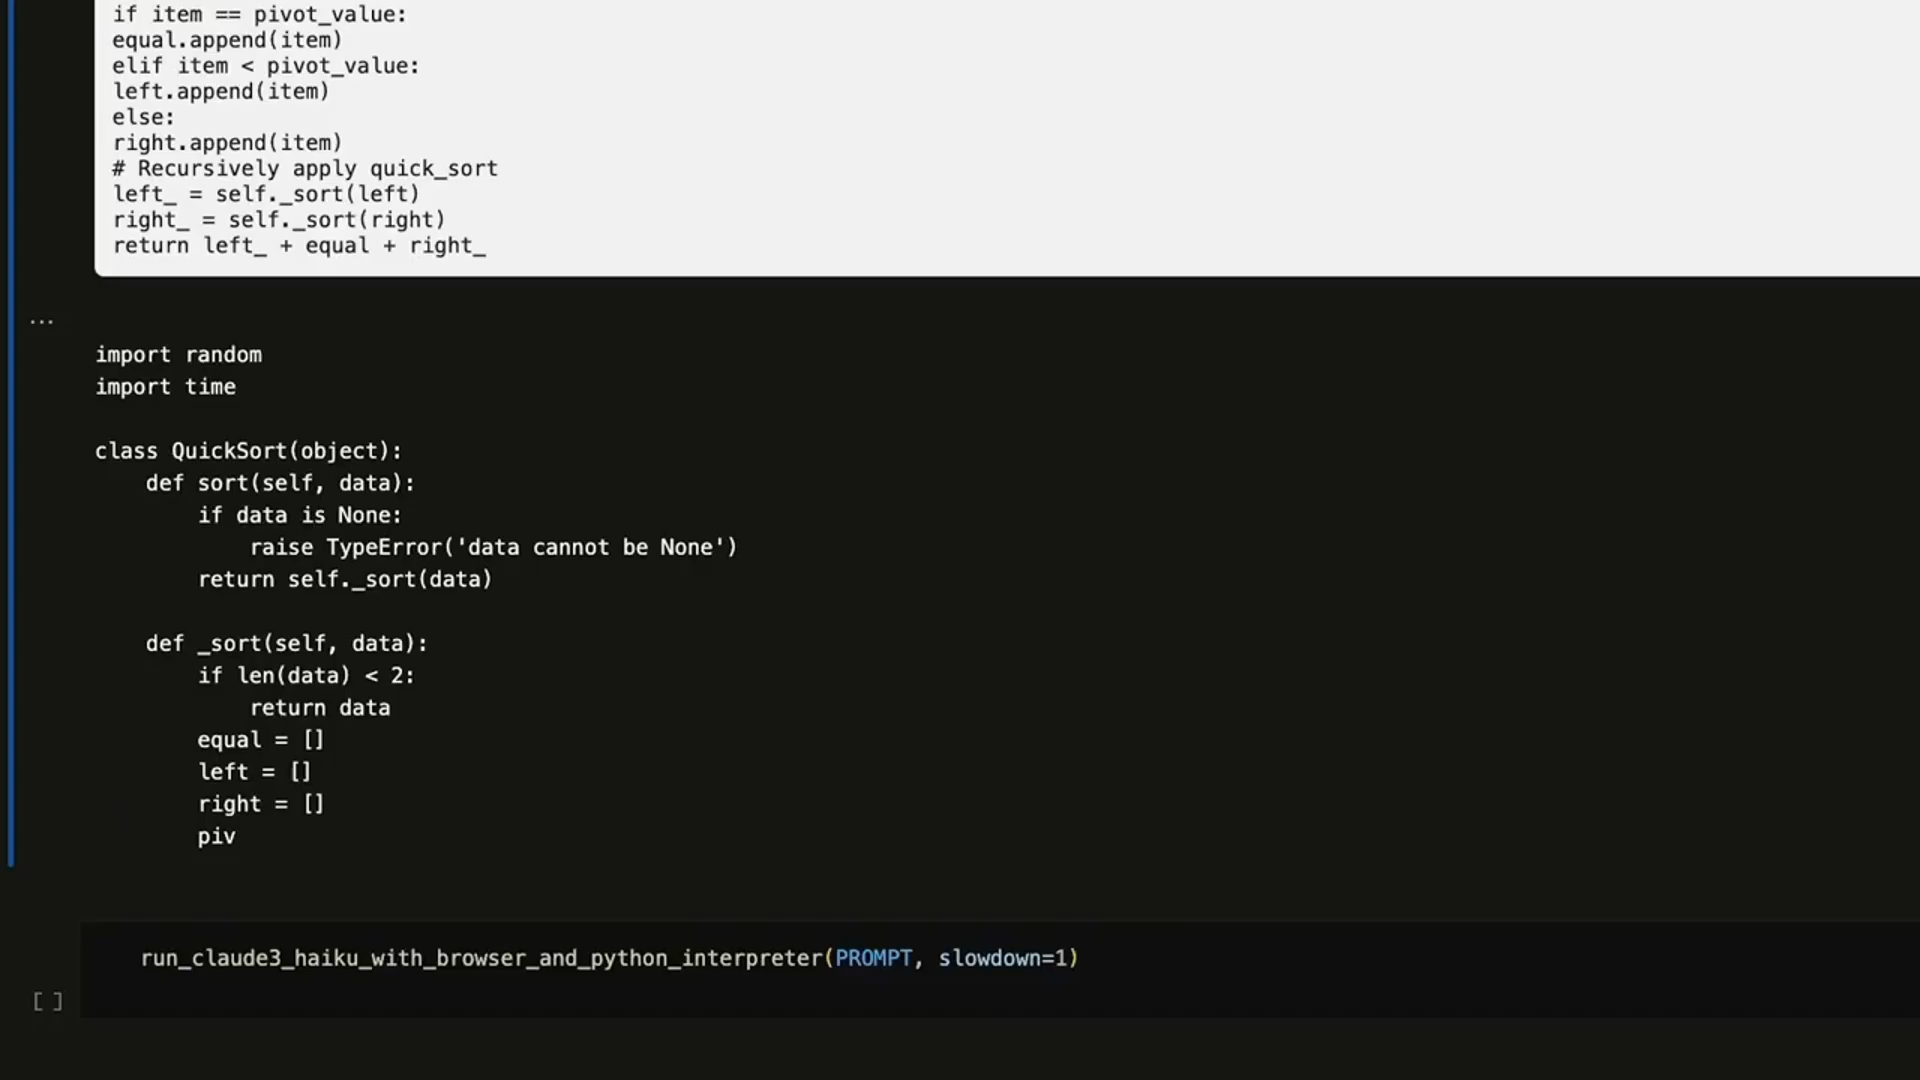 if item == pivot_value:
equal.append(item)
elif item < pivot_value:
left.append(item)
else:
right.append(item)
# Recursively apply quick_sort
left_ = self._sort(left)
right_ = self._sort(right)
return left_ + equal + right_
...
import random
import time
class QuickSort(object):
    def sort(self, data):
        if data is None:
            raise TypeError('data cannot be None')
        return self._sort(data)
    def _sort(self, data):
        if len(data) < 2:
            return data
        equal = []
        left = []
        right = []
        piv
run_claude3_haiku_with_browser_and_python_interpreter(PROMPT, slowdown=1)
[ ]